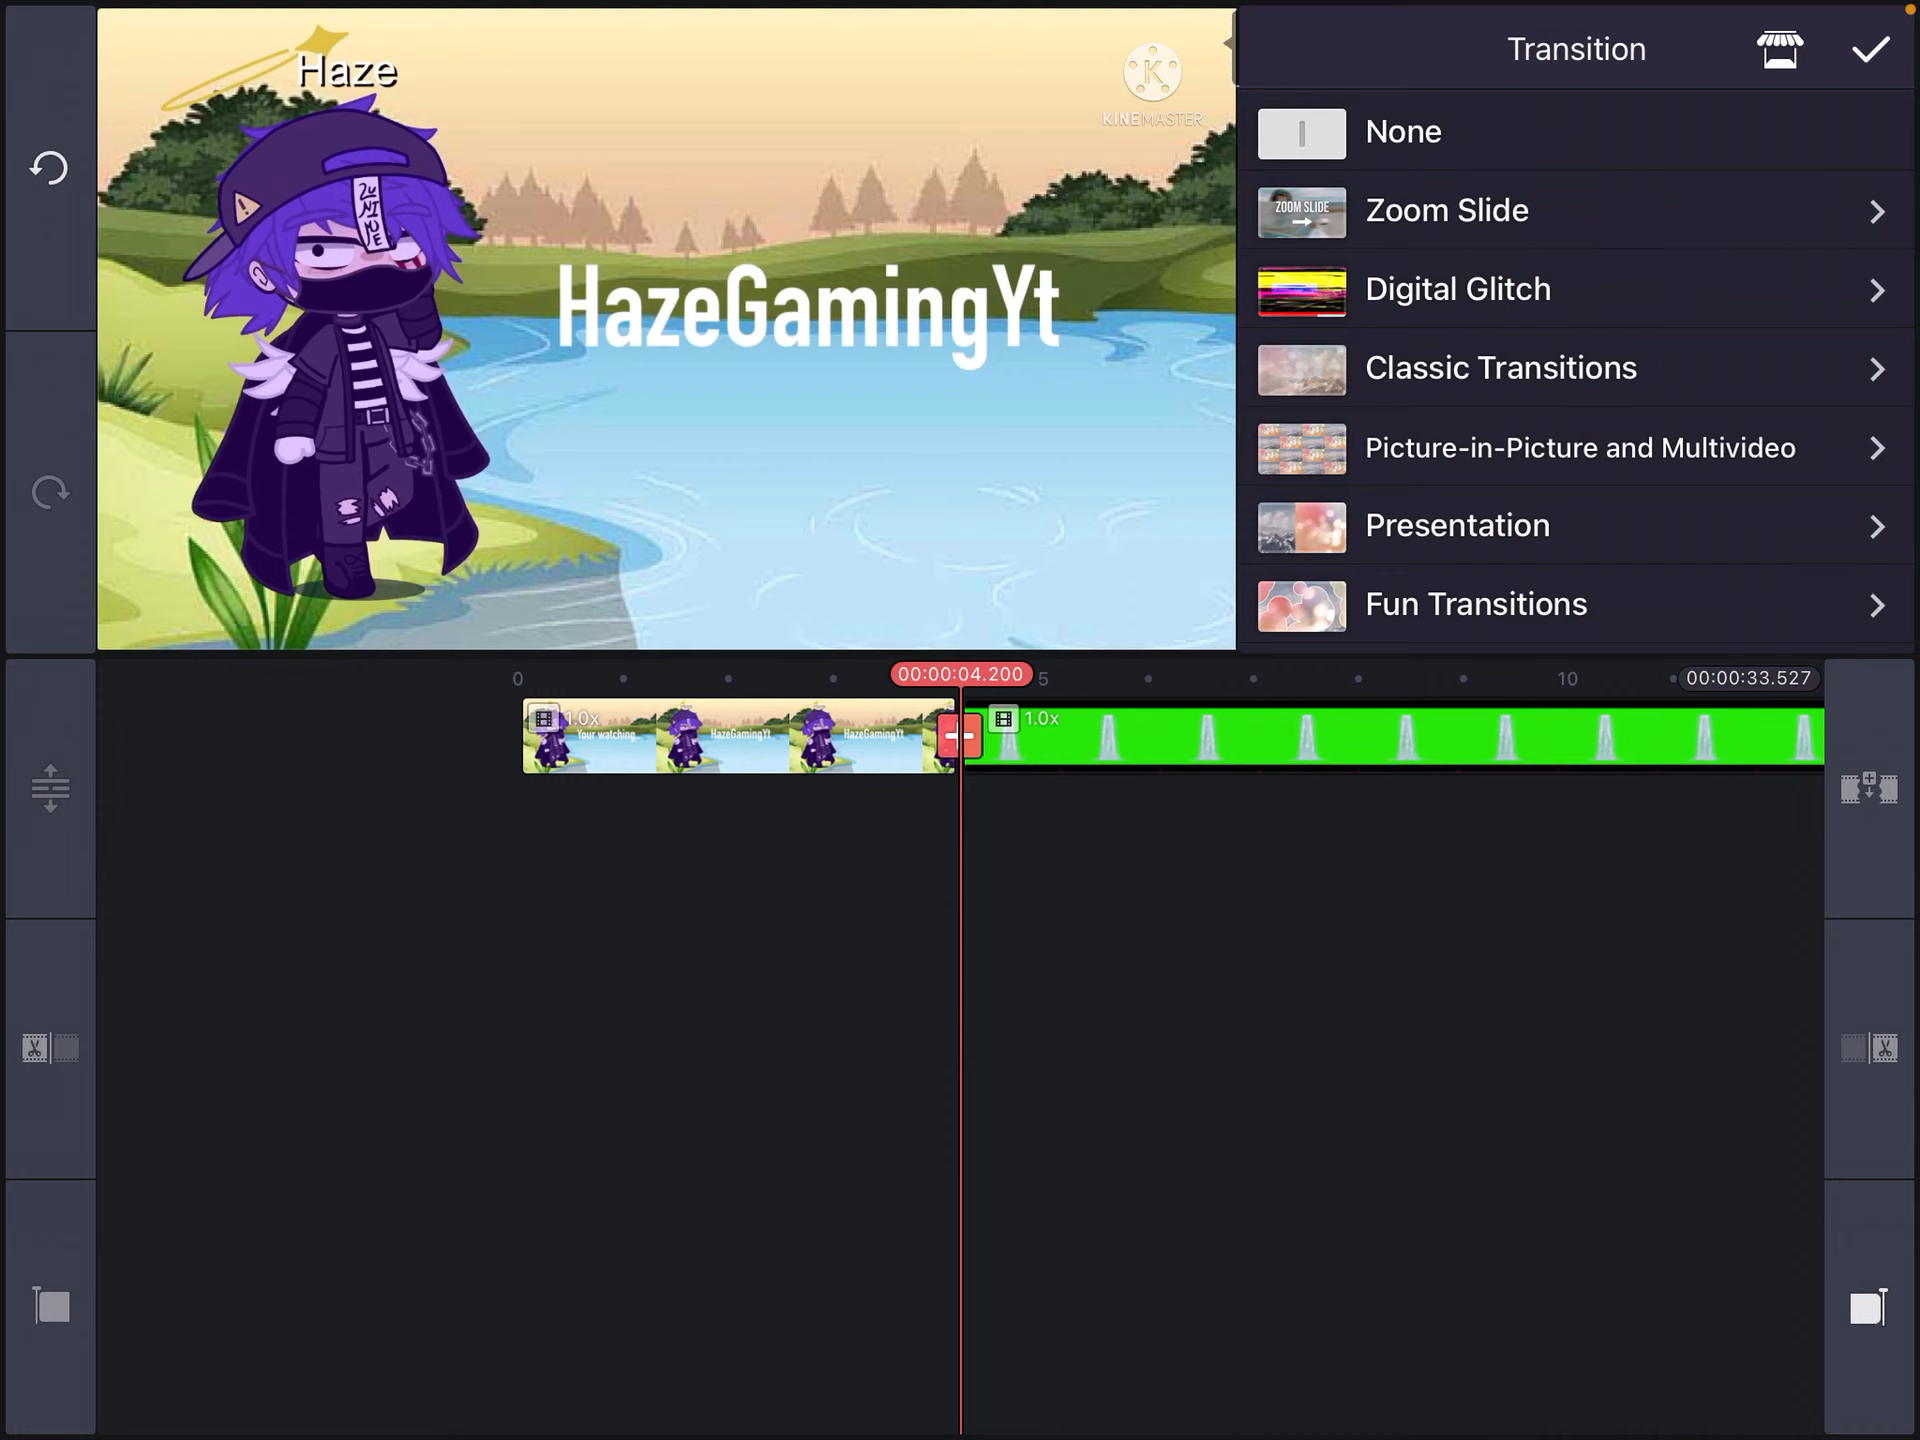 Haze
K
KINEMASTER
HazeGamingYt
Transition
None
ZOOM SLIDE
Zoom Slide
Digital Glitch
Classic Transitions
Picture-in-Picture and Multivideo
Presentation
Fun Transitions
0
00:00:04.200
5
10
00:00:33.527
1.0x
Your watching..
HazeGamingYt
HazeGamingYt
1.0x